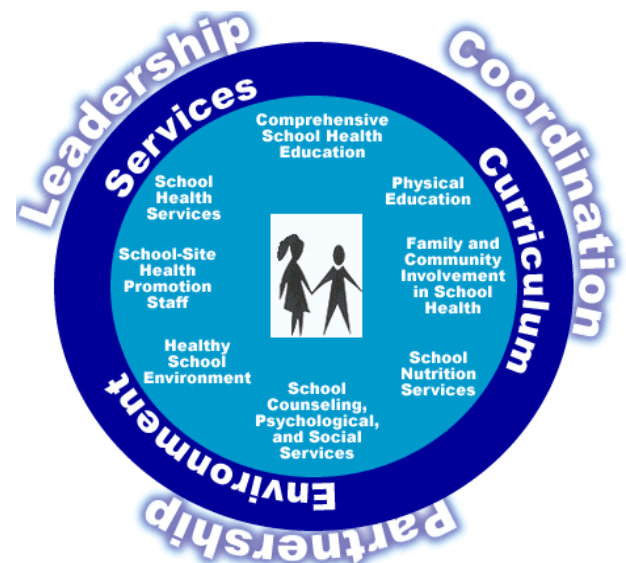 Leadership
Coordination
Partnership
Services
Curriculum
Environment
Comprehensive
School Health
Education
Physical
Education
Family and
Community
Involvement
in School
Health
School
Nutrition
Services
School
Counseling,
Psychological,
and Social
Services
Healthy
School
Environment
School-Site
Health
Promotion
Staff
School
Health
Services